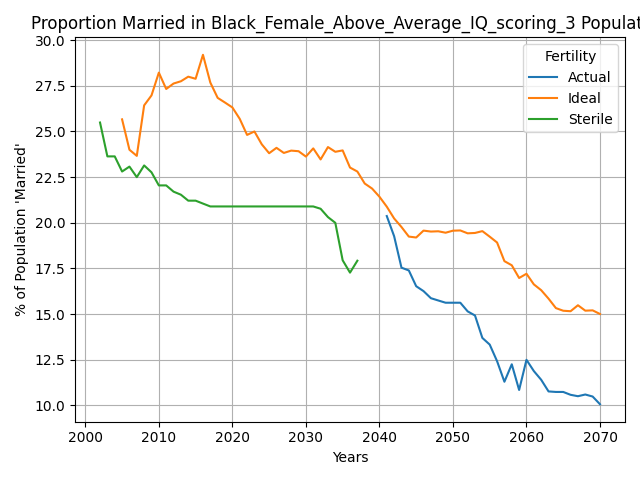 Proportion Married in Black_Female_Above_Average_IQ_scoring_3 Populat
30.0
27.5
25.0
22.5
20.0
17.5
15.0
12.5
10.0
% of Population 'Married'
Fertility
Actual
Ideal
Sterile
2000 2010 2020 2030 2040 2050 2060 2070
Years